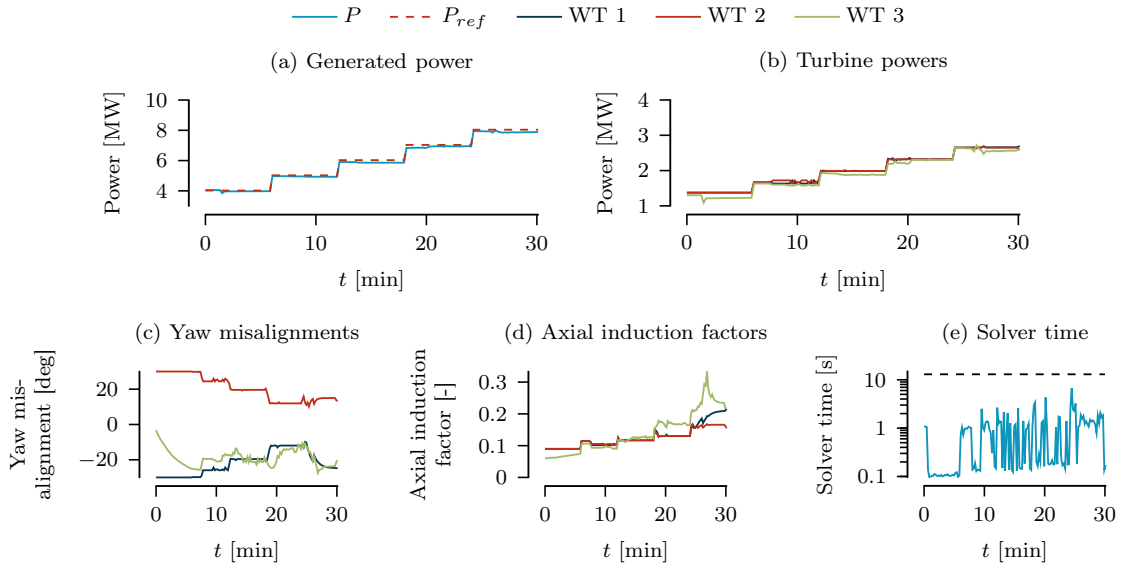 P P_ref WT 1 WT 2 WT 3
(a) Generated power
(b) Turbine powers
Power [MW]
10
8
6
4
0 10 20 30
t [min]
Power [MW]
4
3
2
1
0 10 20 30
t [min]
(c) Yaw misalignments
(d) Axial induction factors
(e) Solver time
Yaw mis-
alignment [deg]
20
0
−20
0 10 20 30
t [min]
Axial induction
factor [-]
0.3
0.2
0.1
0
0 10 20 30
t [min]
Solver time [s]
10
1
0.1
0 10 20 30
t [min]